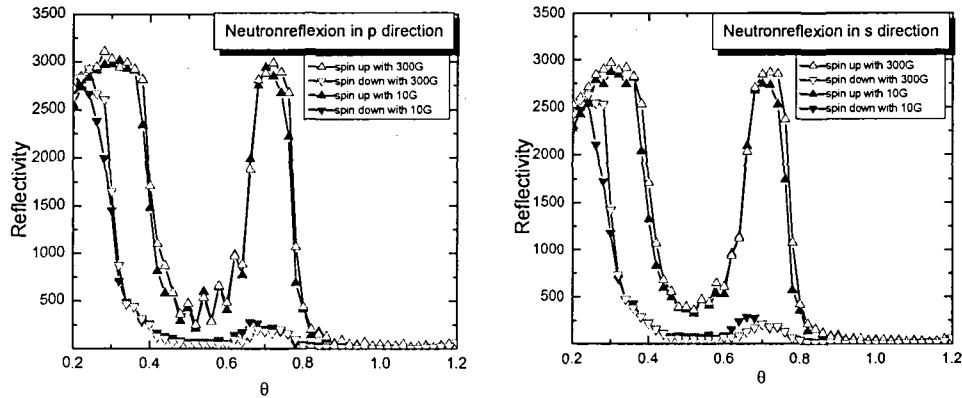 Neutronreflexion in p direction
spin up with 300G
spin down with 300G
spin up with 10G
spin down with 10G
Reflectivity
3500
3000
2500
2000
1500
1000
500
0.2 0.4 0.6 0.8 1.0 1.2
θ
Neutronreflexion in s direction
spin up with 300G
spin down with 300G
spin up with 10G
spin down with 10G
Reflectivity
3500
3000
2500
2000
1500
1000
500
0.2 0.4 0.6 0.8 1.0 1.2
θ